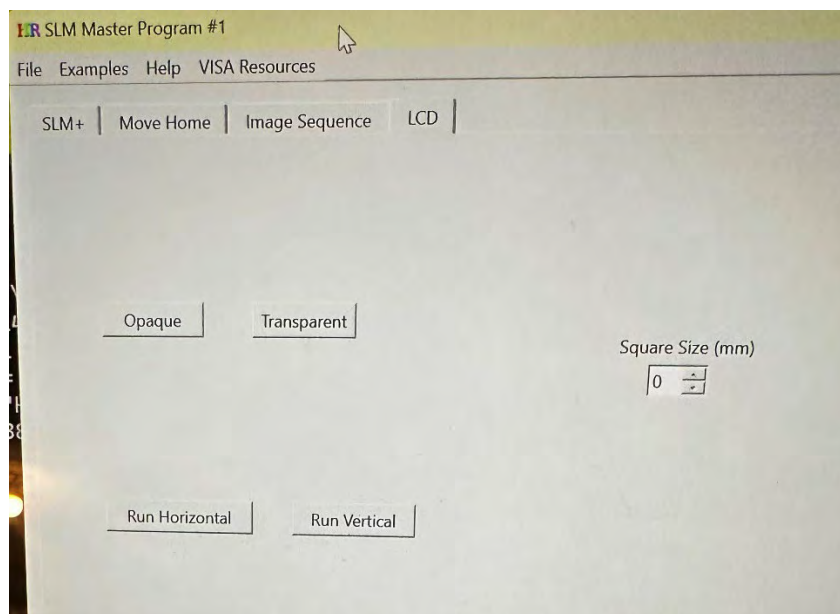 SLM Master Program #1
File Examples Help VISA Resources
SLM+ Move Home Image Sequence LCD
Opaque Transparent
Square Size (mm)
0
Run Horizontal Run Vertical